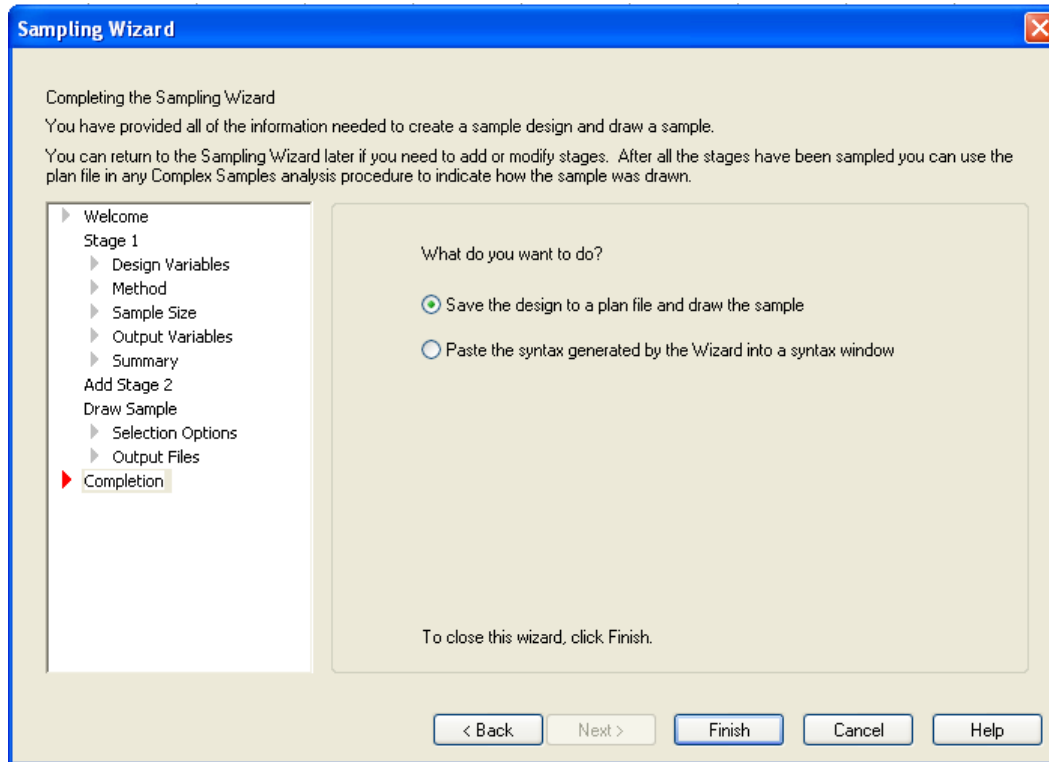 Sampling Wizard
Completing the Sampling Wizard
You have provided all of the information needed to create a sample design and draw a sample.
You can return to the Sampling Wizard later if you need to add or modify stages. After all the stages have been sampled you can use the
plan file in any Complex Samples analysis procedure to indicate how the sample was drawn.
Welcome
Stage 1
Design Variables
Method
Sample Size
Output Variables
Summary
Add Stage 2
Draw Sample
Selection Options
Output Files
Completion
What do you want to do?
Save the design to a plan file and draw the sample
Paste the syntax generated by the Wizard into a syntax window
To close this wizard, click Finish.
< Back
Next >
Finish
Cancel
Help